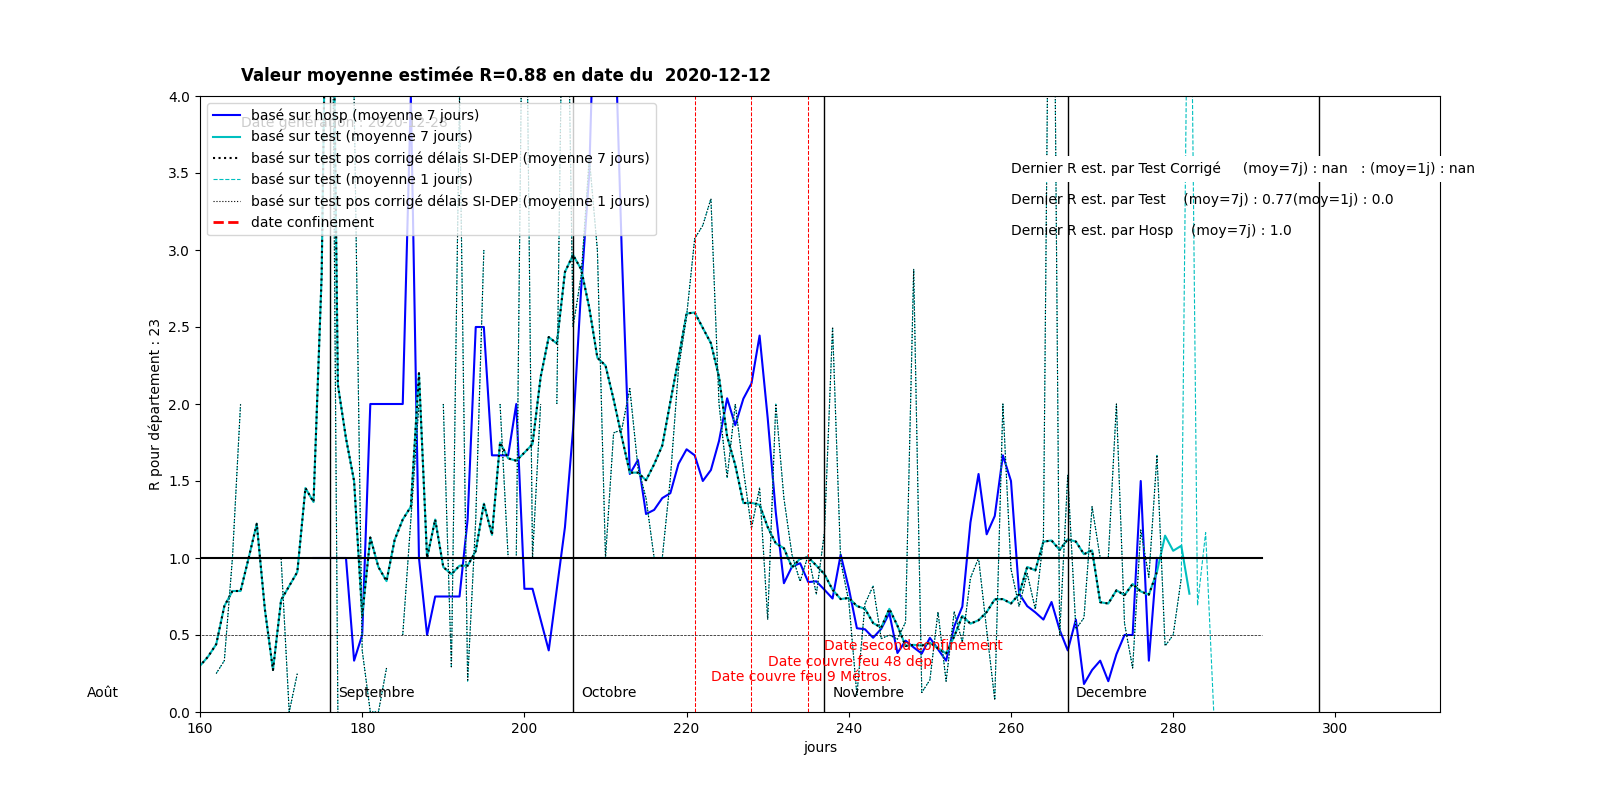 Valeur moyenne estimée R=0.88 en date du  2020-12-12
Date génération : 2020-12-23
basé sur hosp (moyenne 7 jours)
basé sur test (moyenne 7 jours)
basé sur test pos corrigé délais SI-DEP (moyenne 7 jours)
basé sur test (moyenne 1 jours)
basé sur test pos corrigé délais SI-DEP (moyenne 1 jours)
date confinement
Dernier R est. par Test Corrigé     (moy=7j) : nan   : (moy=1j) : nan
Dernier R est. par Test    (moy=7j) : 0.77(moy=1j) : 0.0
Dernier R est. par Hosp    (moy=7j) : 1.0
4.0
3.5
3.0
2.5
2.0
1.5
1.0
0.5
0.0
R pour département : 23
Date second confinement
Date couvre feu 48 dep
Date couvre feu 9 Métros.
Août
Septembre
Octobre
Novembre
Decembre
160 180 200 220 240 260 280 300
jours